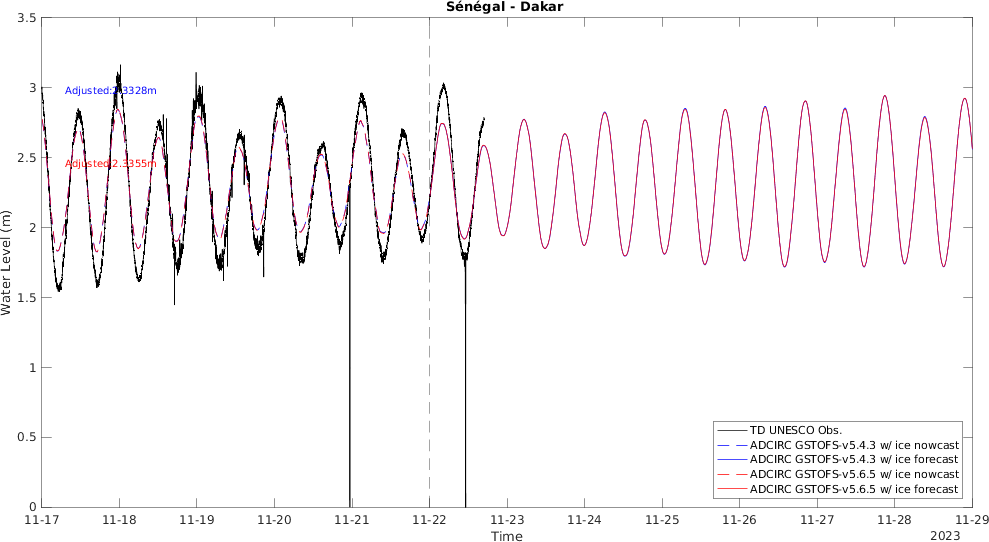 Sénégal - Dakar
3.5
3
2.5
2
1.5
1
0.5
0
Water Level (m)
Adjusted:2.3328m
Adjusted:2.3355m
TD UNESCO Obs.
ADCIRC GSTOFS-v5.4.3 w/ ice nowcast
ADCIRC GSTOFS-v5.4.3 w/ ice forecast
ADCIRC GSTOFS-v5.6.5 w/ ice nowcast
ADCIRC GSTOFS-v5.6.5 w/ ice forecast
11-17 11-18 11-19 11-20 11-21 11-22 11-23 11-24 11-25 11-26 11-27 11-28 11-29
Time
2023